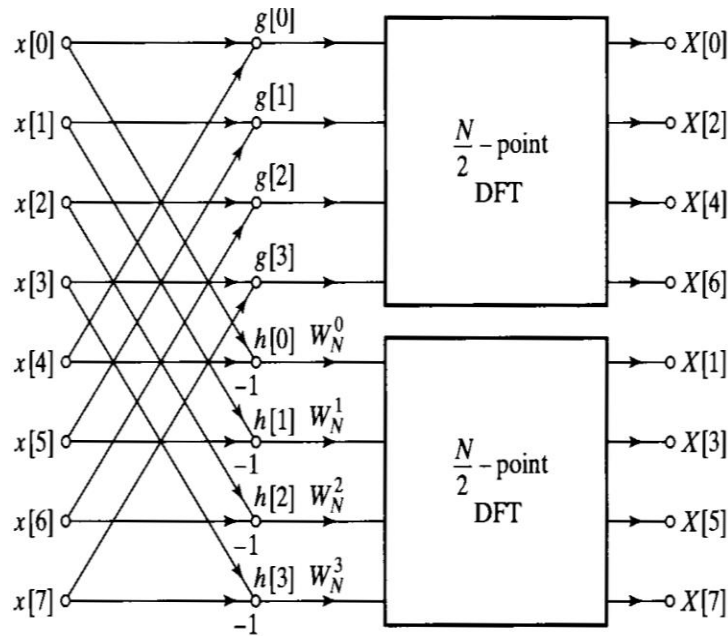 x[0] g[0] X[0]
x[1] g[1] X[2]
x[2] g[2] X[4]
x[3] g[3] X[6]
N/2 – point
DFT
x[4] h[0] W_N^0 X[1]
–1
x[5] h[1] W_N^1 X[3]
–1
x[6] h[2] W_N^2 X[5]
–1
x[7] h[3] W_N^3 X[7]
–1
N/2 – point
DFT